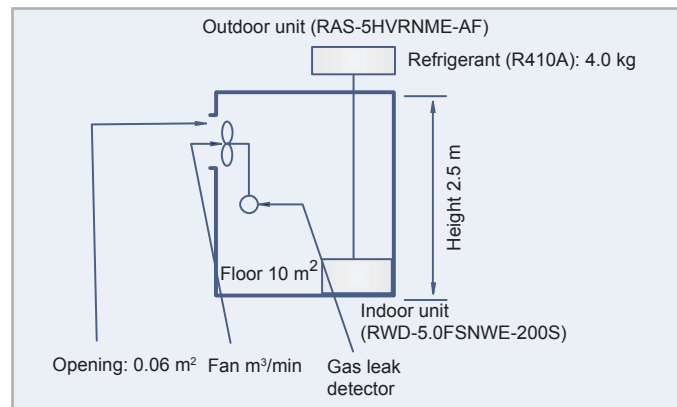 Outdoor unit (RAS-5HVRNME-AF)
Refrigerant (R410A): 4.0 kg
Height 2.5 m
Floor 10 m²
Indoor unit
(RWD-5.0FSNWE-200S)
Opening: 0.06 m²
Fan m³/min
Gas leak
detector